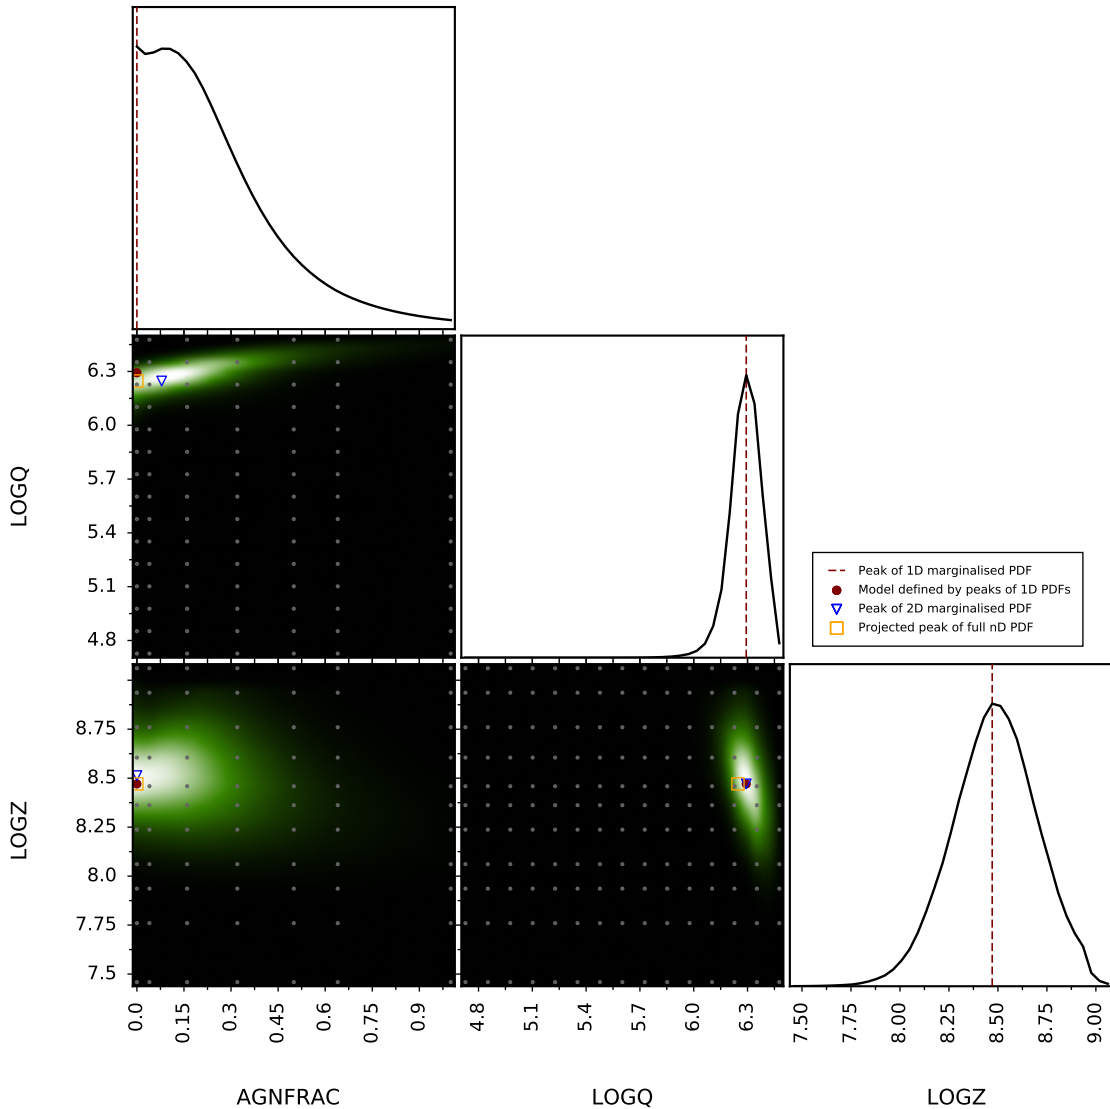 6.3
6.0
5.7
5.4
5.1
4.8
LOGQ
Peak of 1D marginalised PDF
Model defined by peaks of 1D PDFs
Peak of 2D marginalised PDF
Projected peak of full nD PDF
8.75
8.5
8.25
8.0
7.75
7.5
LOGZ
0.0 0.15 0.3 0.45 0.6 0.75 0.9
4.8 5.1 5.4 5.7 6.0 6.3
7.50 7.75 8.00 8.25 8.50 8.75 9.00
AGNFRAC
LOGQ
LOGZ